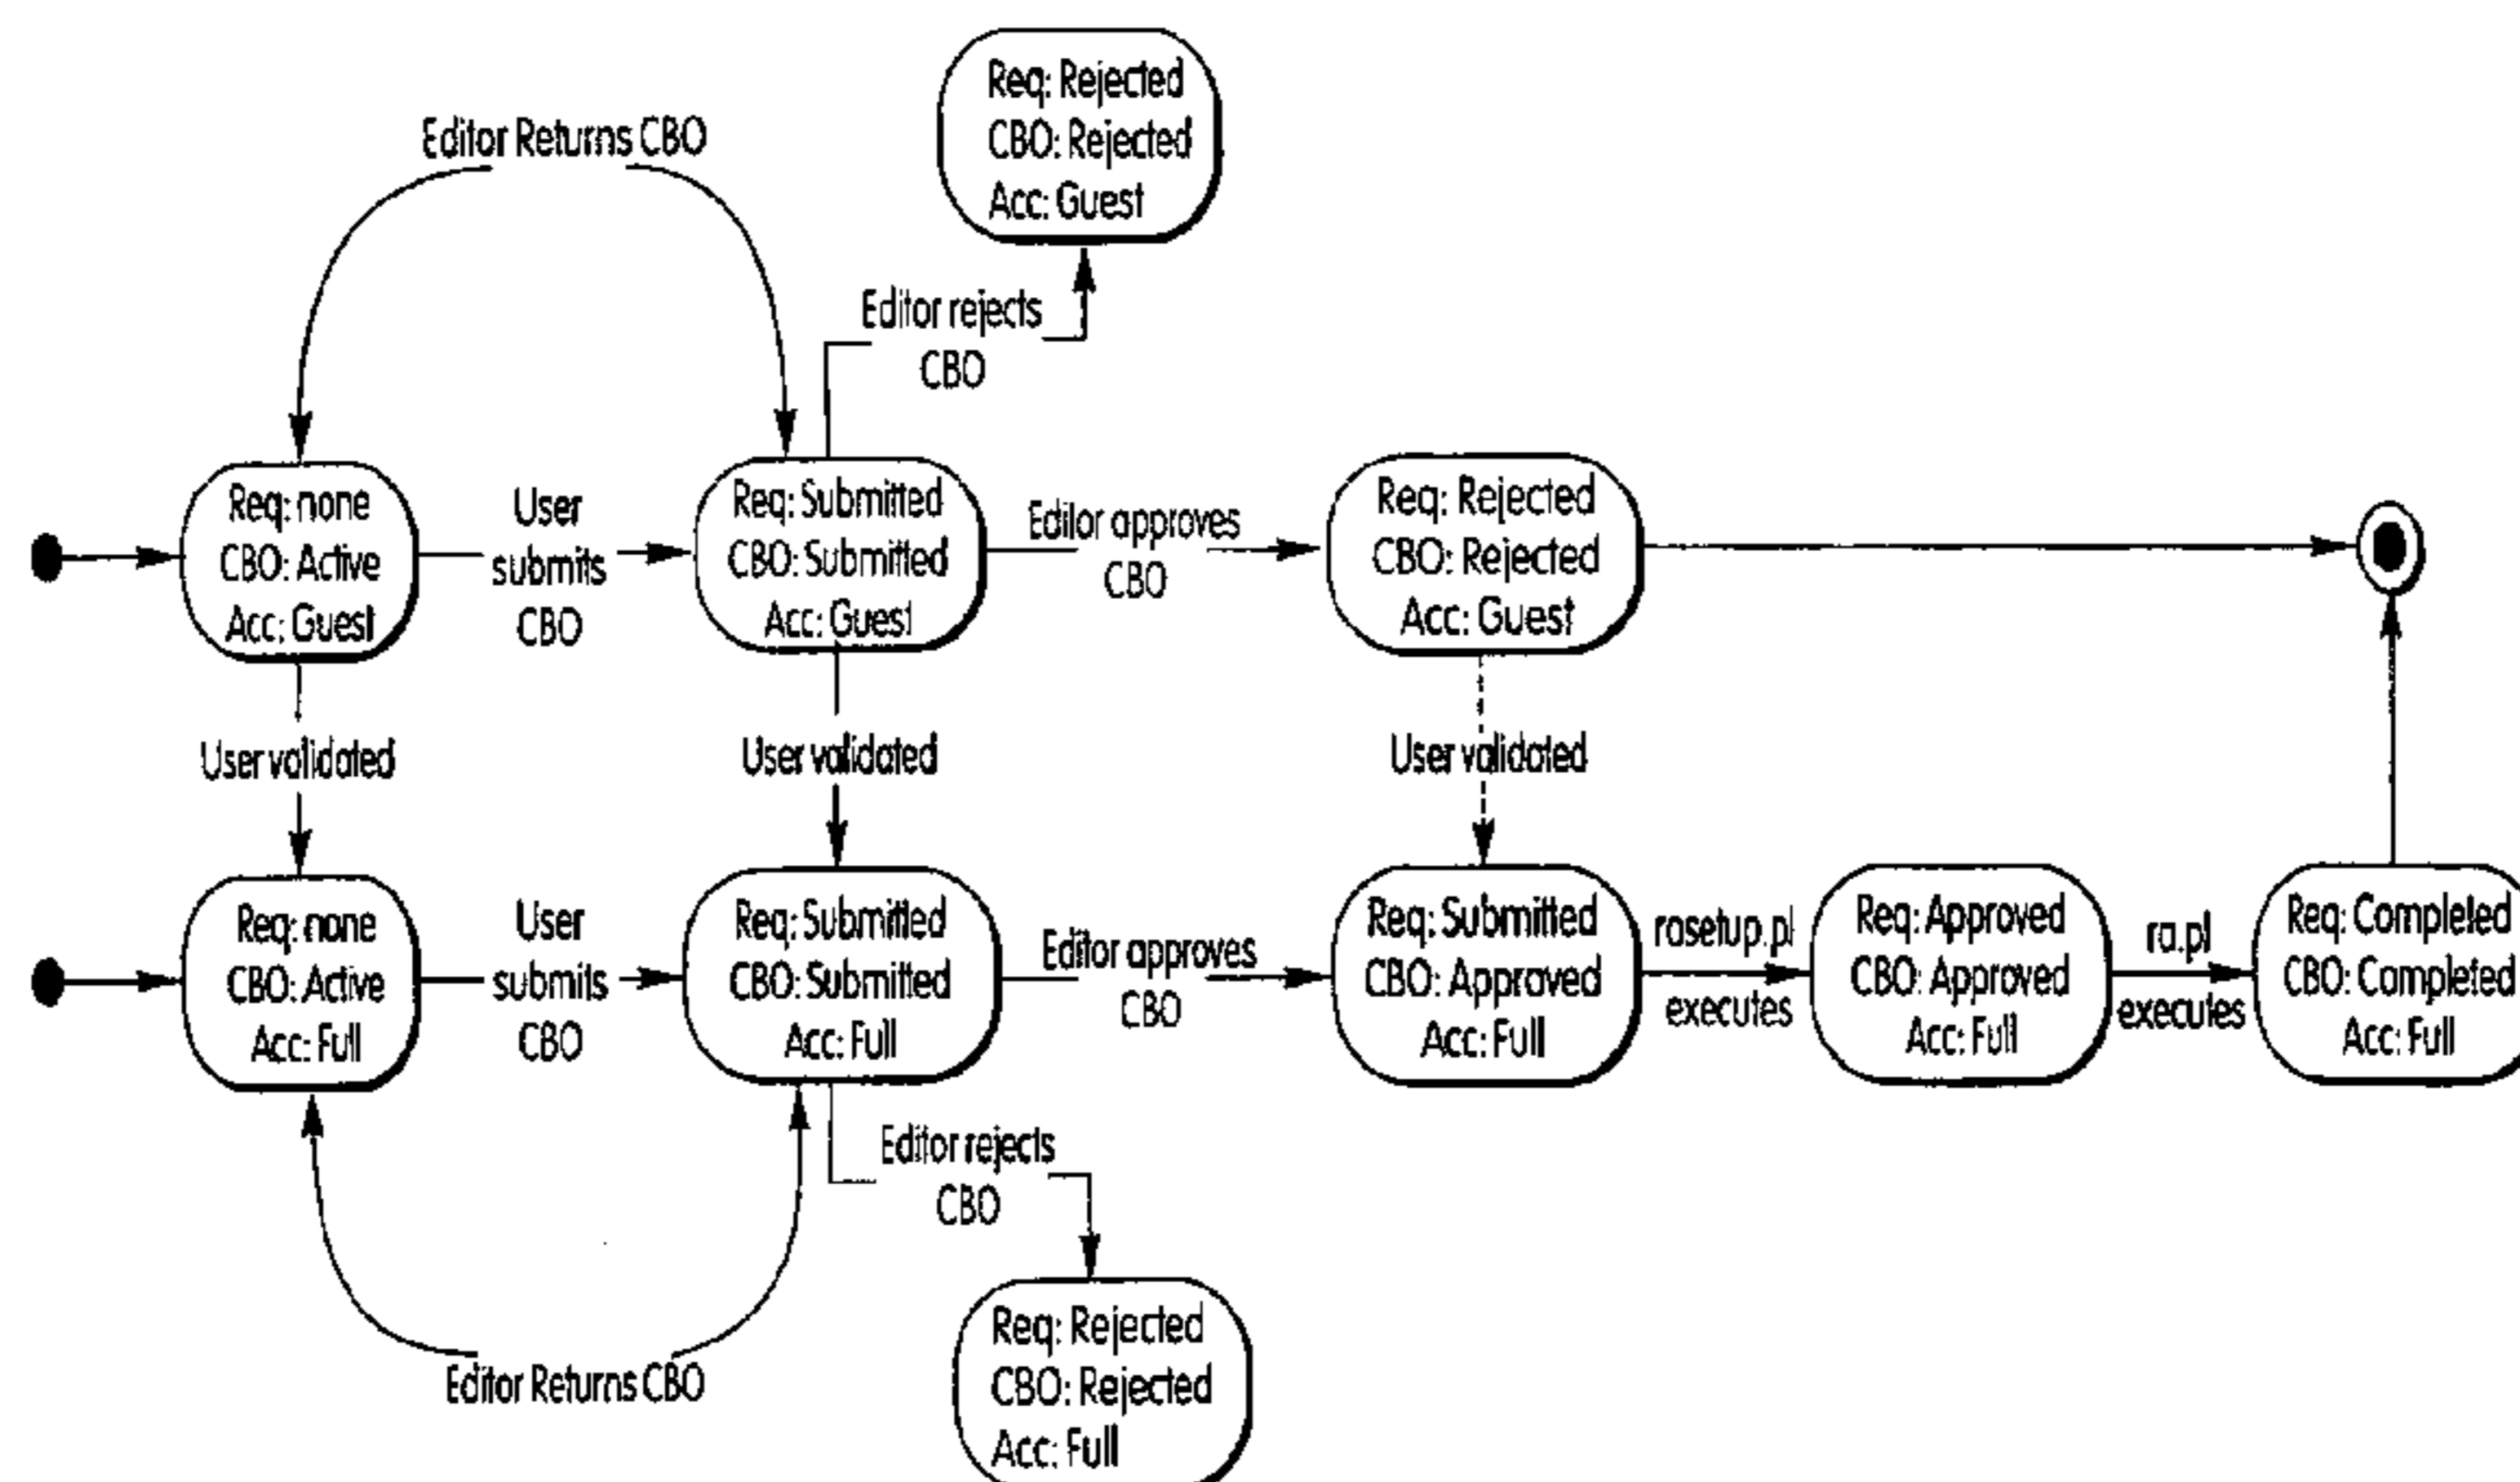 Req: Rejected
CBO: Rejected
Acc: Guest
Editor Returns CBO
Editor rejects
CBO
Req: none
CBO: Active
Acc: Guest
User
submits
CBO
Req: Submitted
CBO: Submitted
Acc: Guest
Editor approves
CBO
Req: Rejected
CBO: Rejected
Acc: Guest
User validated
User validated
User validated
Req: none
CBO: Active
Acc: Full
User
submits
CBO
Req: Submitted
CBO: Submitted
Acc: Full
Editor approves
CBO
Req: Submitted
CBO: Approved
Acc: Full
rasetup.pl
executes
Req: Approved
CBO: Approved
Acc: Full
ra.pl
executes
Req: Completed
CBO: Completed
Acc: Full
Editor rejects
CBO
Editor Returns CBO
Req: Rejected
CBO: Rejected
Acc: Full